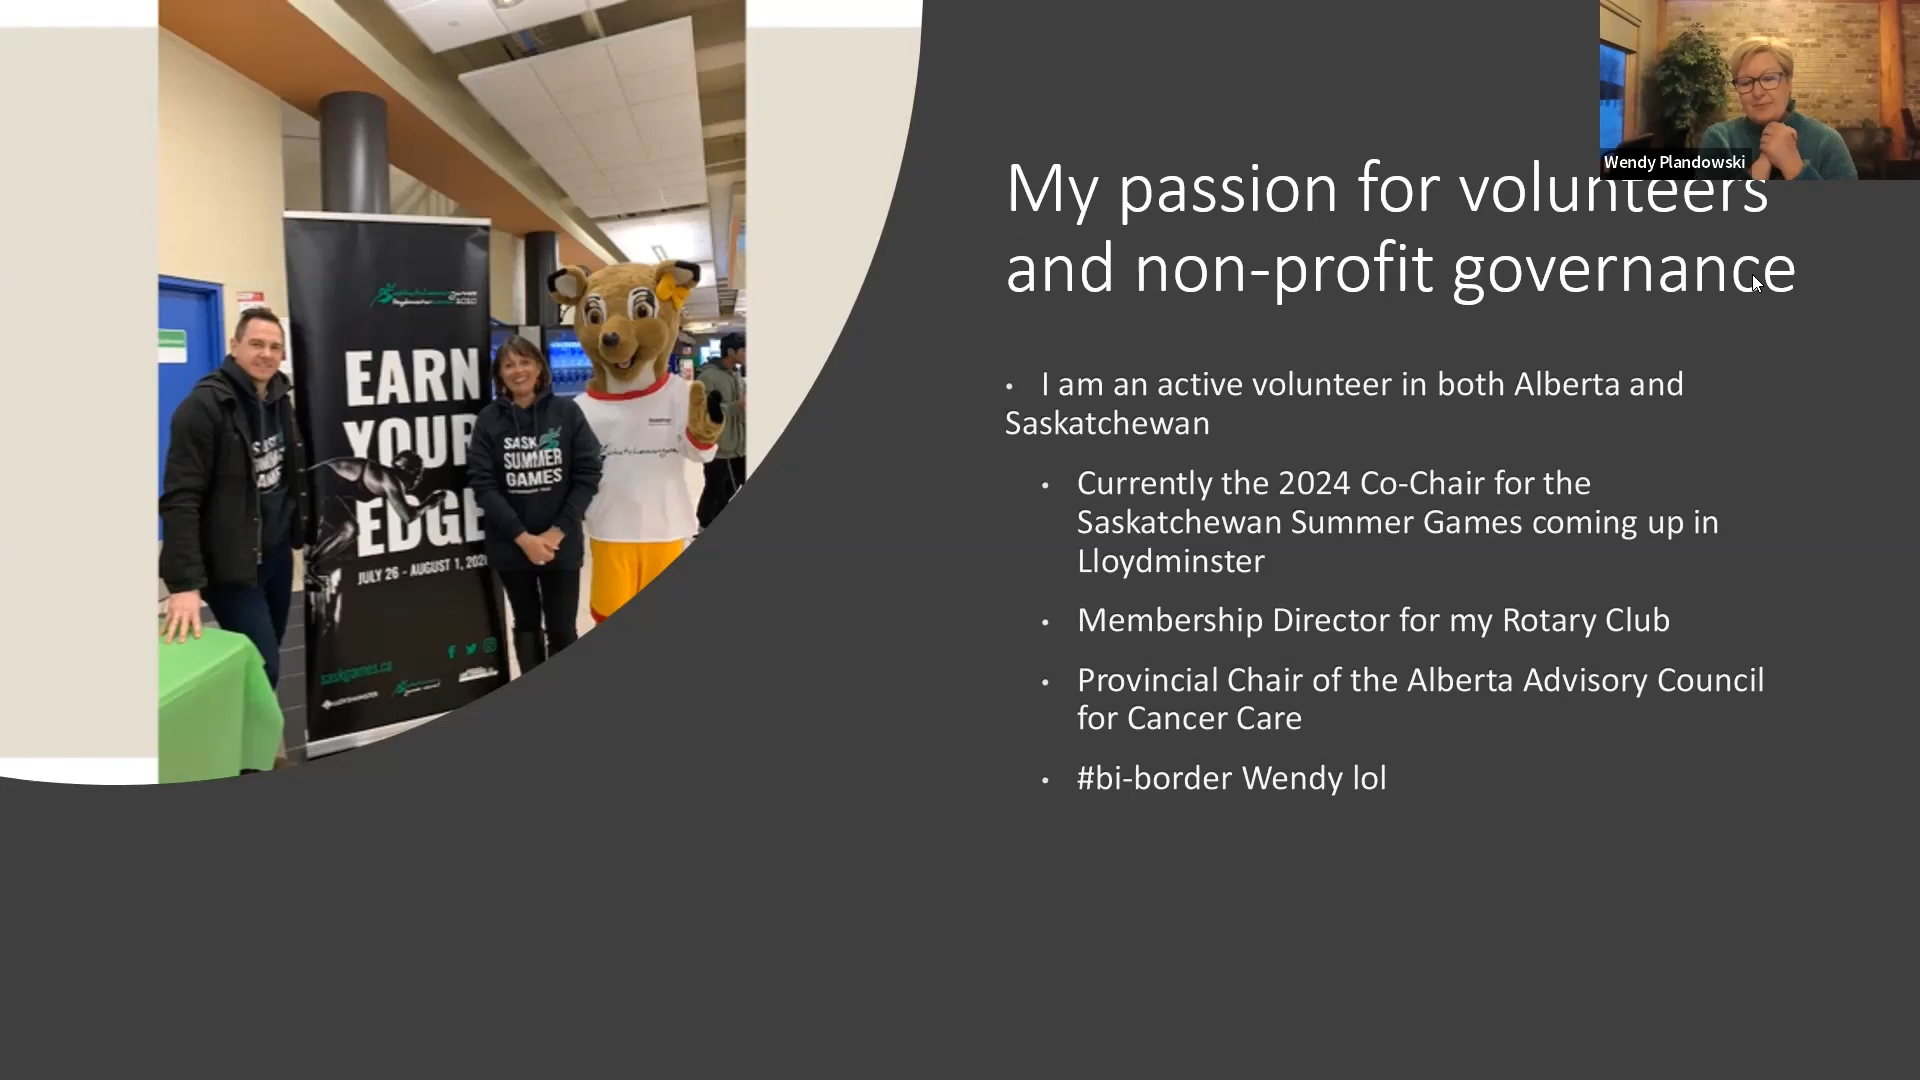 Wendy Plandowski
My passion for volunteers
and non-profit governance
• I am an active volunteer in both Alberta and
Saskatchewan
• Currently the 2024 Co-Chair for the
Saskatchewan Summer Games coming up in
Lloydminster
• Membership Director for my Rotary Club
• Provincial Chair of the Alberta Advisory Council
for Cancer Care
• #bi-border Wendy lol
2020
EARN
YOUR
EDGE
JULY 26 - AUGUST 1, 202
saskgames.ca
SASK
SUMMER
GAMES